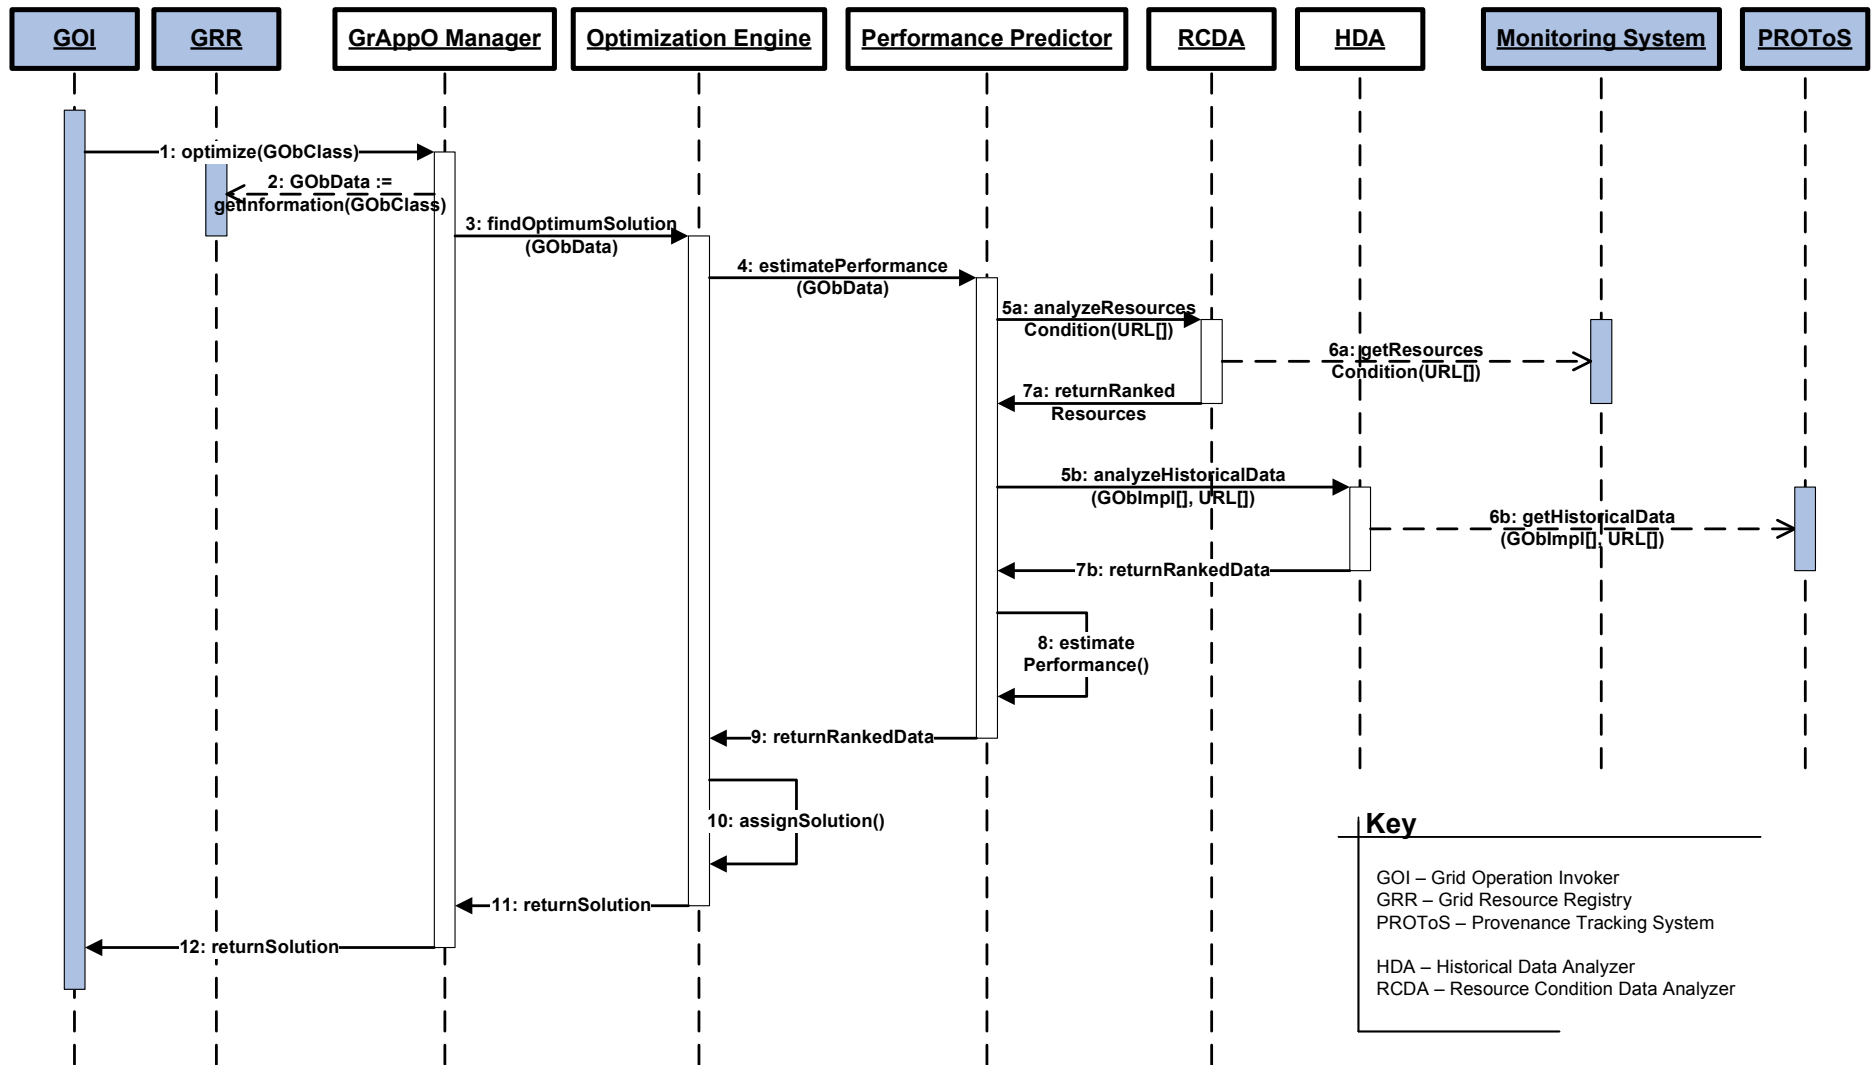 GOI
GRR
GrAppO Manager
Optimization Engine
Performance Predictor
RCDA
HDA
Monitoring System
PROToS
1: optimize(GObClass)
2: GObData :=
getInformation(GObClass)
3: findOptimumSolution
(GObData)
4: estimatePerformance
(GObData)
5a: analyzeResources
Condition(URL[])
6a: getResources
Condition(URL[])
7a: returnRanked
Resources
5b: analyzeHistoricalData
(GObImpl[], URL[])
6b: getHistoricalData
(GObImpl[], URL[])
7b: returnRankedData
8: estimate
Performance()
9: returnRankedData
10: assignSolution()
11: returnSolution
12: returnSolution
Key
GOI – Grid Operation Invoker
GRR – Grid Resource Registry
PROToS – Provenance Tracking System
HDA – Historical Data Analyzer
RCDA – Resource Condition Data Analyzer